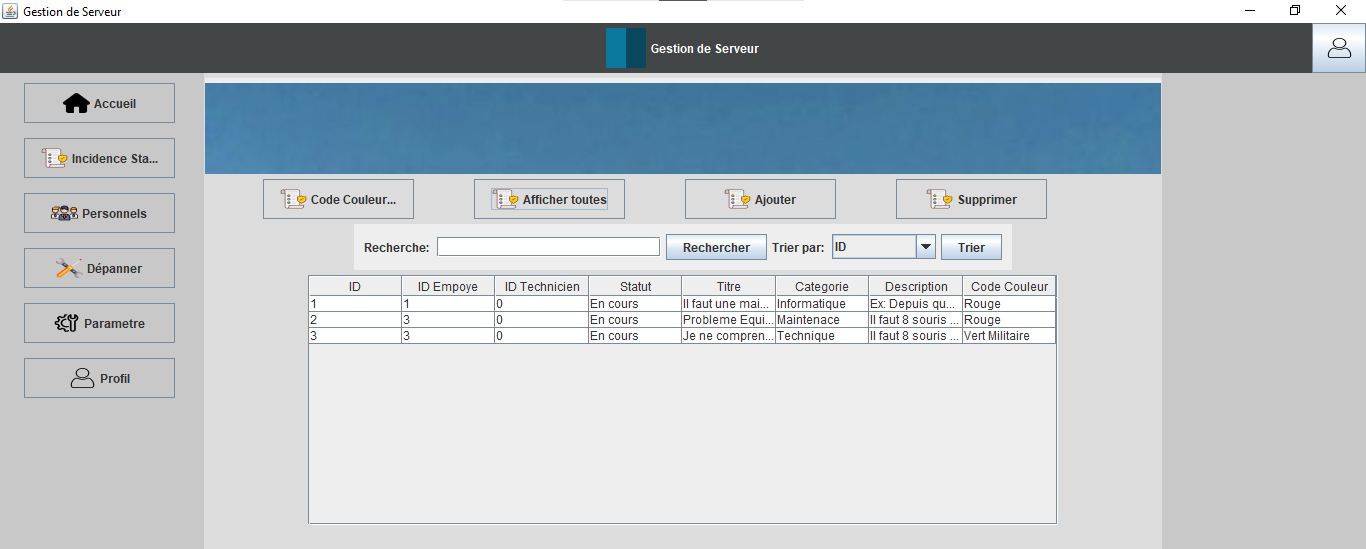 Gestion de Serveur
Gestion de Serveur
Accueil
Incidence Sta...
Personnels
Dépanner
Parametre
Profil
Code Couleur... Afficher toutes Ajouter Supprimer
Recherche: Rechercher Trier par: ID Trier
ID ID Empoye ID Technicien Statut Titre Categorie Description Code Couleur
1 1 0 En cours Il faut une mai... Informatique Ex: Depuis qu... Rouge
2 3 0 En cours Probleme Equi... Maintenace Il faut 8 souris ... Rouge
3 3 0 En cours Je ne compren... Technique Il faut 8 souris ... Vert Militaire